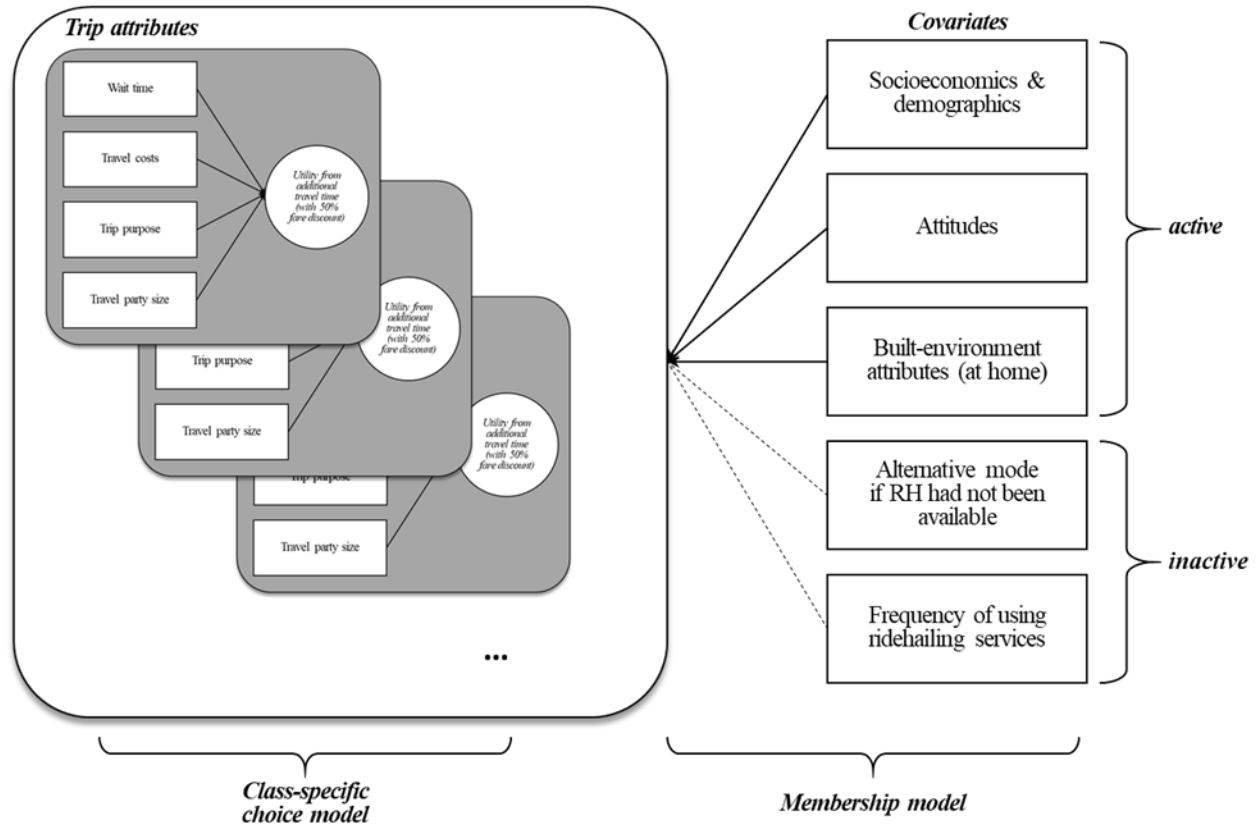 Trip attributes
Wait time
Travel costs
Trip purpose
Travel party size
Utility from
additional
travel time
(with 50%
fare discount)
Trip purpose
Travel party size
Utility from
additional
travel time
(with 50%
fare discount)
Trip purpose
Travel party size
Utility from
additional
travel time
(with 50%
fare discount)
...
Class-specific
choice model
Covariates
Socioeconomics &
demographics
Attitudes
Built-environment
attributes (at home)
active
Alternative mode
if RH had not been
available
Frequency of using
ridehailing services
inactive
Membership model